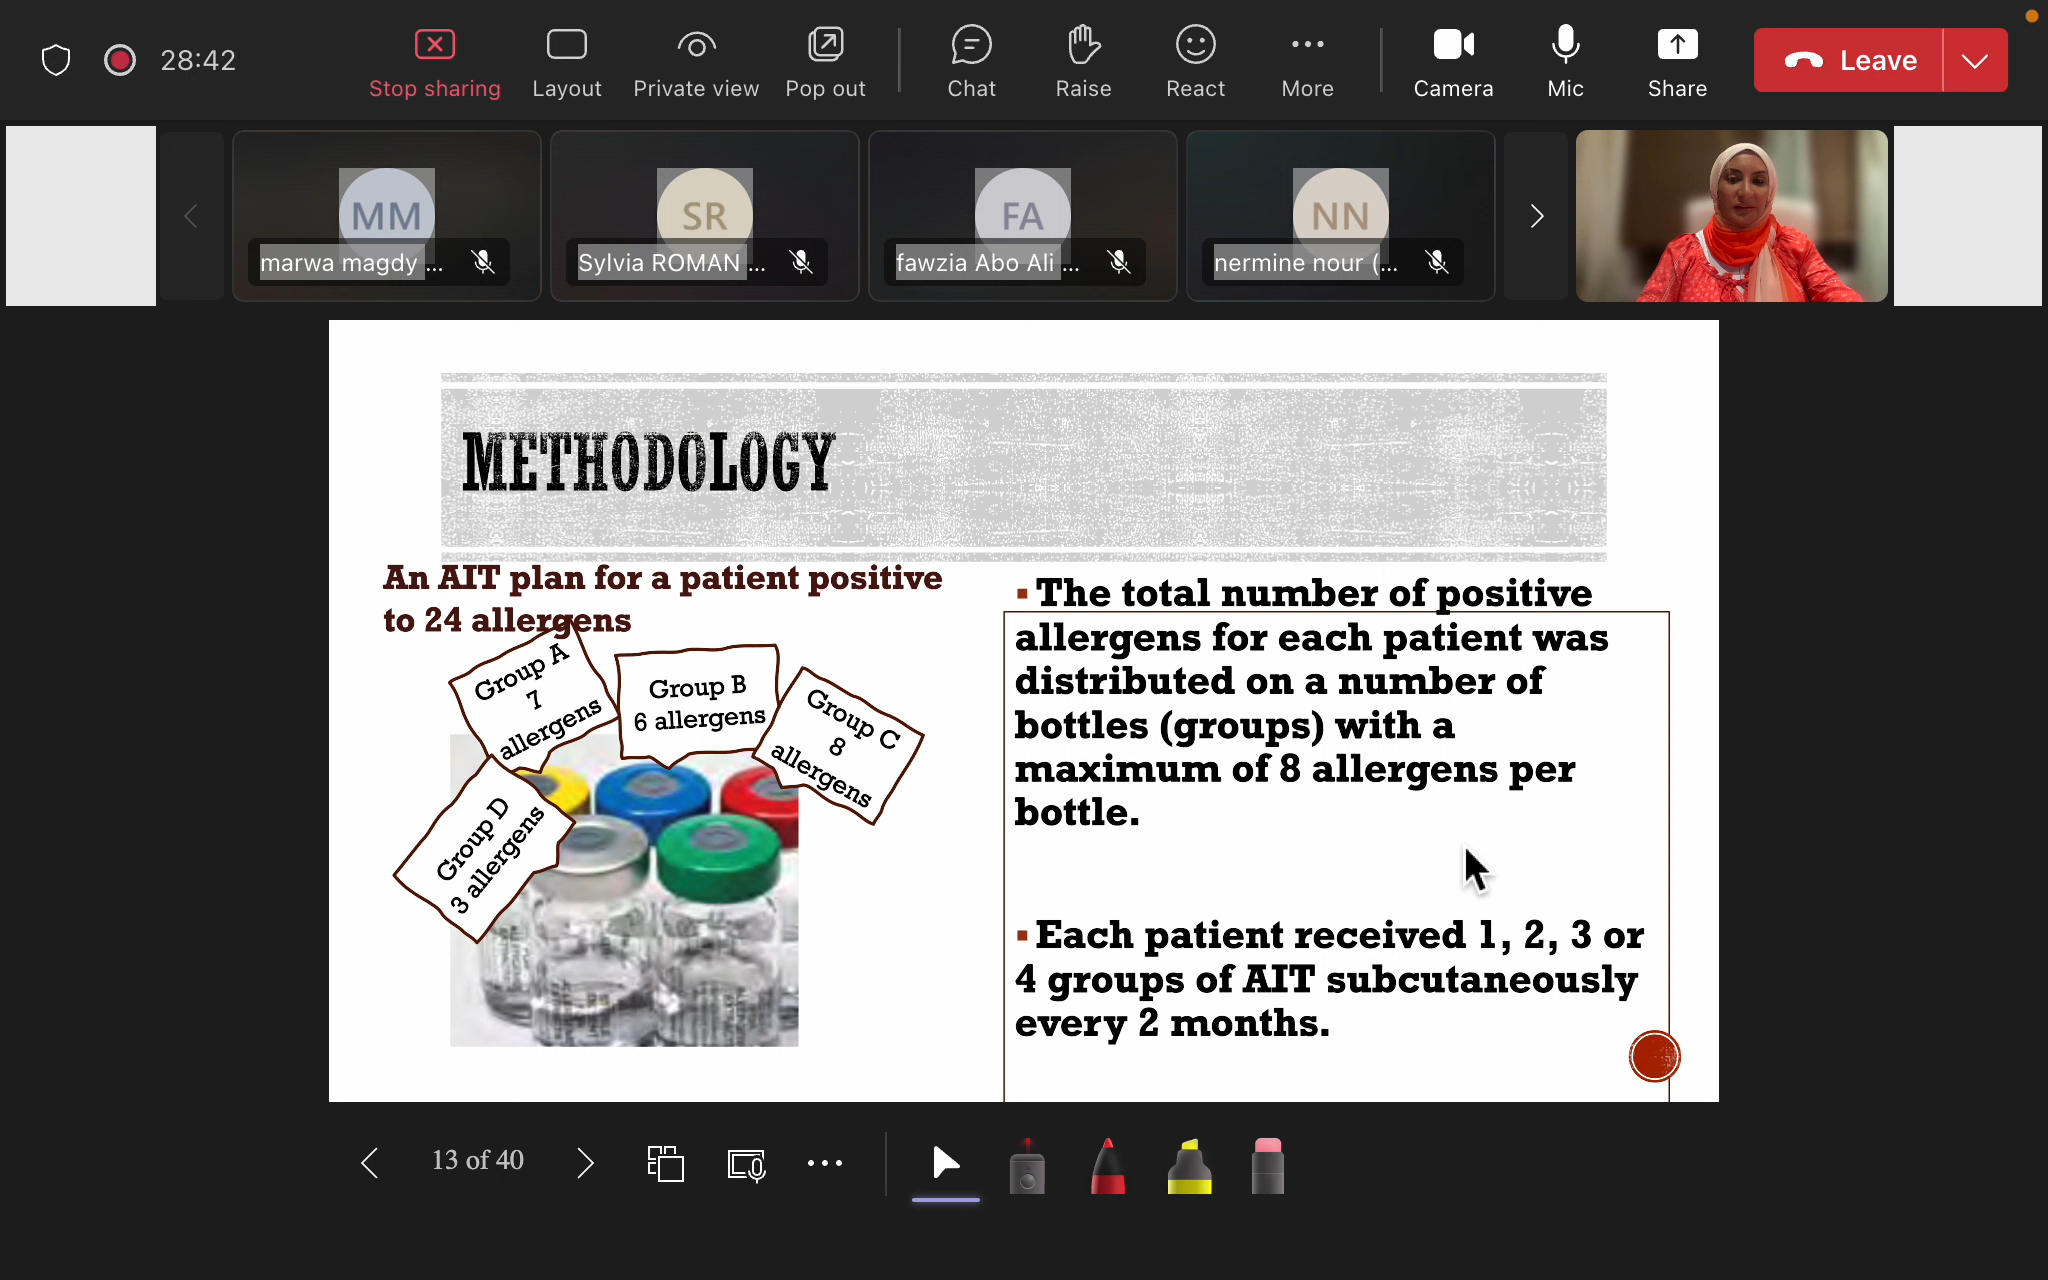 28:42
Stop sharing
Layout
Private view
Pop out
Chat
Raise
React
More
Camera
Mic
Share
Leave
MM
marwa magdy ...
SR
Sylvia ROMAN ...
FA
fawzia Abo Ali ...
NN
nermine nour (...
METHODOLOGY
An AIT plan for a patient positive
to 24 allergens
Group A
7
allergens
Group B
6 allergens
Group C
8
allergens
Group D
3 allergens
▪ The total number of positive
allergens for each patient was
distributed on a number of
bottles (groups) with a
maximum of 8 allergens per
bottle.
▪ Each patient received 1, 2, 3 or
4 groups of AIT subcutaneously
every 2 months.
13 of 40